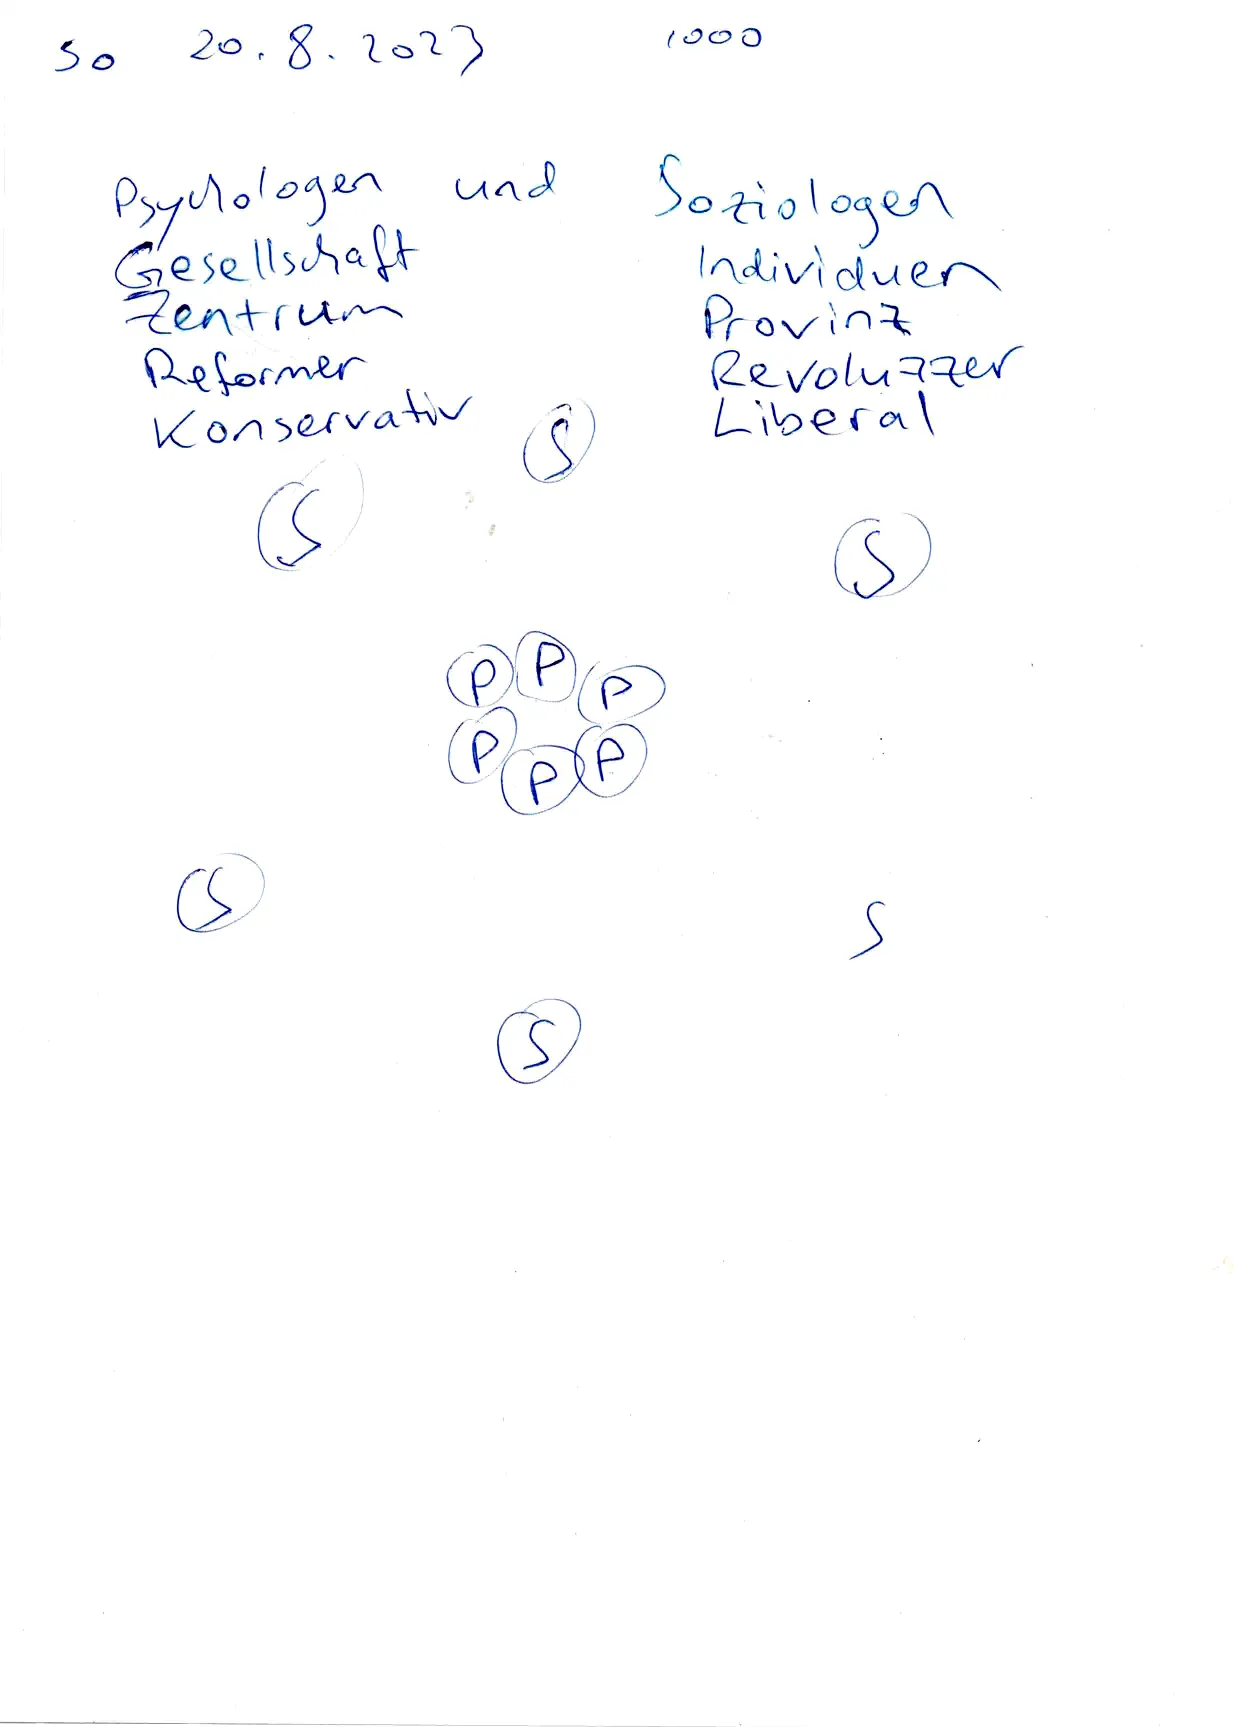 So 20.8.2023 1000
Psychologen und Soziologen
Gesellschaft Individuen
Zentrum Provinz
Reformer Revoluzzer
Konservativ Liberal
S
S
S
P P P
P P P
S
S
S